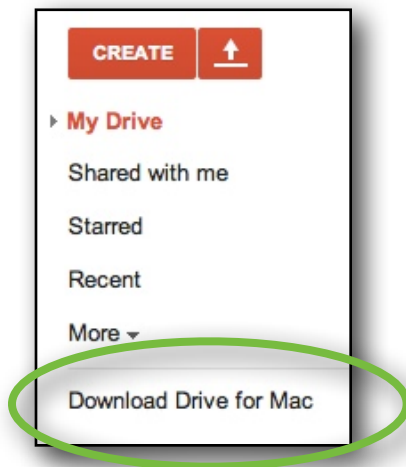 CREATE
My Drive
Shared with me
Starred
Recent
More
Download Drive for Mac